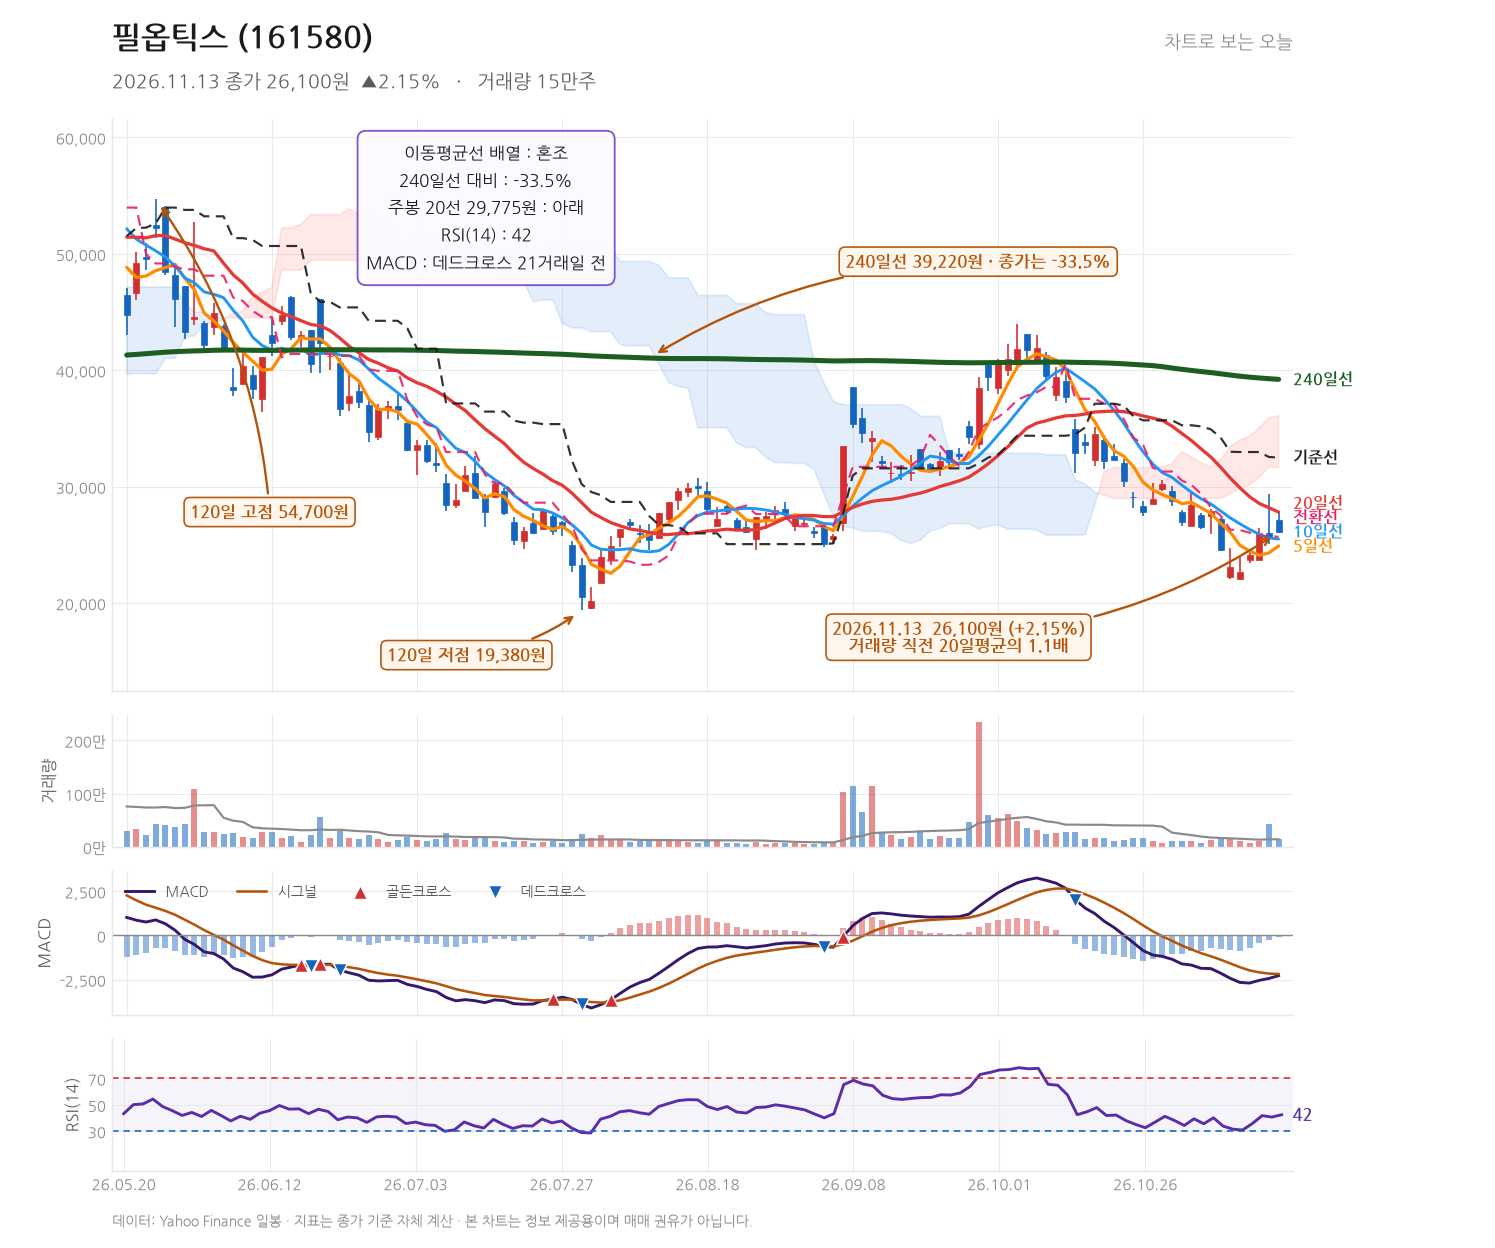 필옵틱스 (161580)
차트로 보는 오늘
2026.11.13 종가 26,100원 ▲2.15% · 거래량 15만주
60,000
50,000
40,000
30,000
20,000
이동평균선 배열 : 혼조
240일선 대비 : -33.5%
주봉 20선 29,775원 : 아래
RSI(14) : 42
MACD : 데드크로스 21거래일 전
240일선 39,220원 · 종가는 -33.5%
120일 고점 54,700원
120일 저점 19,380원
2026.11.13 26,100원 (+2.15%)
거래량 직전 20일평균의 1.1배
240일선
기준선
20일선
전환선
10일선
5일선
거래량
200만
100만
0만
MACD
2,500
0
-2,500
MACD
시그널
골든크로스
데드크로스
RSI(14)
70
50
30
42
26.05.20
26.06.12
26.07.03
26.07.27
26.08.18
26.09.08
26.10.01
26.10.26
데이터: Yahoo Finance 일봉 · 지표는 종가 기준 자체 계산 · 본 차트는 정보 제공용이며 매매 권유가 아닙니다.